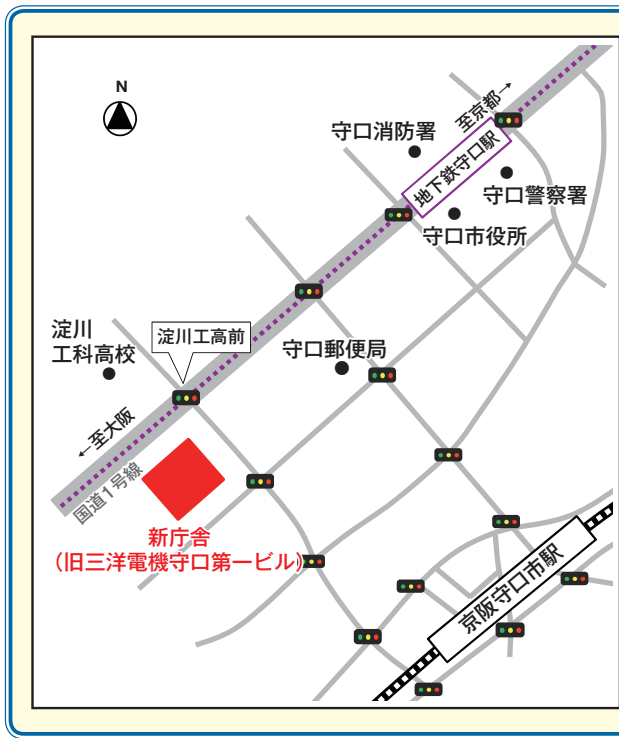 N
至京都→
守口消防署
地下鉄守口駅
守口警察署
守口市役所
淀川
工科高校
淀川工高前
守口郵便局
←至大阪
国道1号線
新庁舎
（旧三洋電機守口第一ビル）
京阪守口市駅